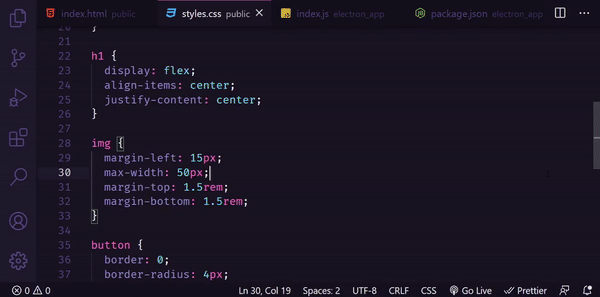 index.html public styles.css public index.js electron_app package.json electron_app
20 }
21
22 h1 {
23 display: flex;
24 align-items: center;
25 justify-content: center;
26 }
27
28 img {
29 margin-left: 15px;
30 max-width: 50px;
31 margin-top: 1.5rem;
32 margin-bottom: 1.5rem;
33 }
34
35 button {
36 border: 0;
37 border-radius: 4px;
0 0 Ln 30, Col 19 Spaces: 2 UTF-8 CRLF CSS Go Live Prettier